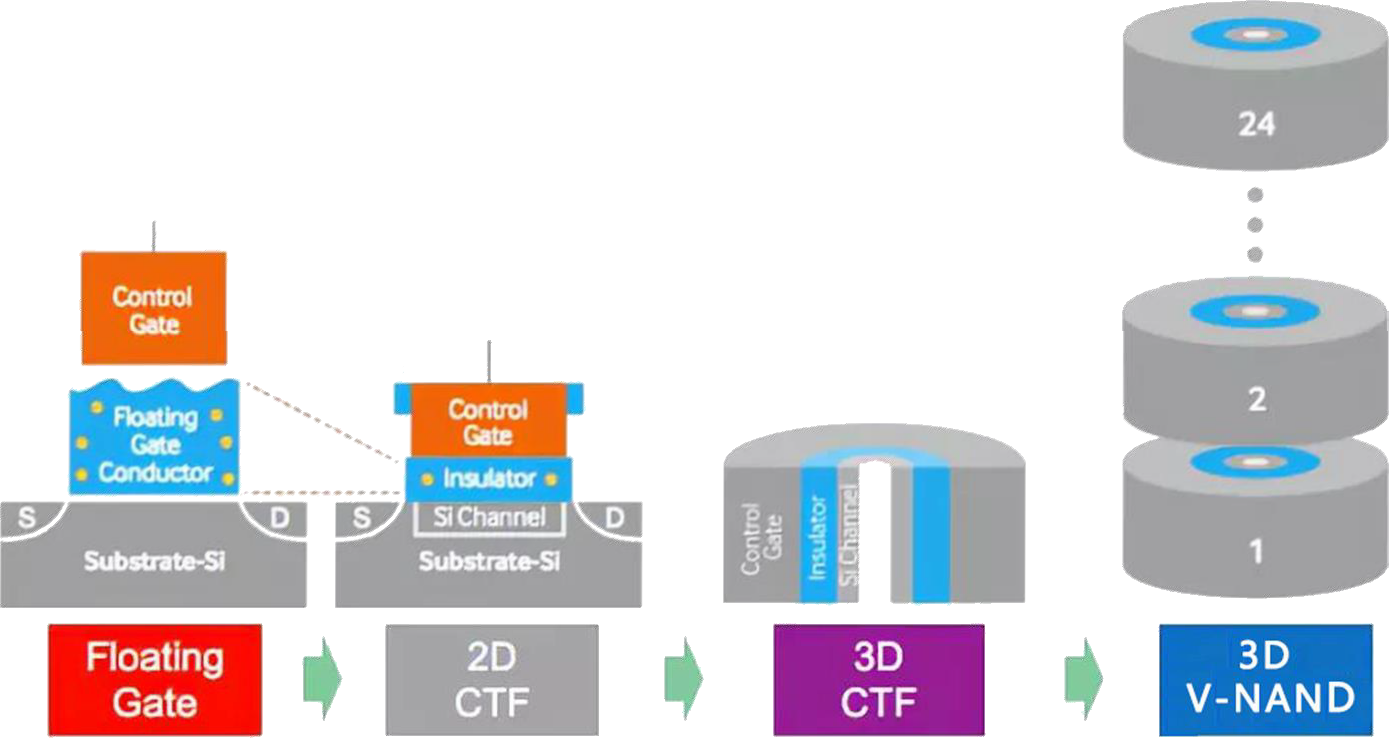 Control
Gate
Floating
Gate
Conductor
S
D
Substrate-Si
Control
Gate
Insulator
S
Si Channel
D
Substrate-Si
Control
Gate
Insulator
Si Channel
24
2
1
Floating
Gate
2D
CTF
3D
CTF
3D
V-NAND